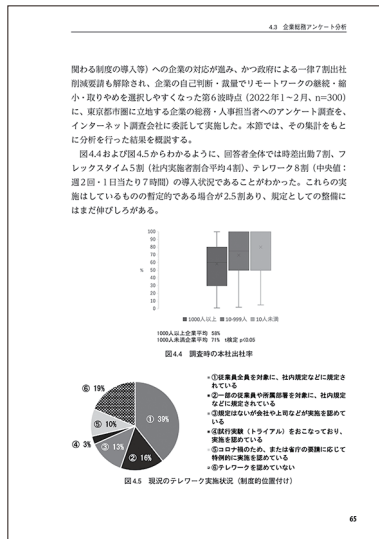 4.3　企業総務アンケート分析
関わる制度の導入等）への企業の対応が進み、かつ政府による一律7割出社
削減要請も解除され、企業の自己判断・裁量でリモートワークの継続・縮
小・取りやめを選択しやすくなった第6波時点（2022年1〜2月、n=300）
に、東京都市圏に立地する企業の総務・人事担当者へのアンケート調査を、
インターネット調査会社に委託して実施した。本節では、その集計をもと
に分析を行った結果を概説する。
図4.4および図4.5からわかるように、回答者全体では時差出勤7割、フ
レックスタイム5割（社内実施者割合平均4割）、テレワーク8割（中央値：
週2回・1日当たり7時間）の導入状況であることがわかった。これらの実
施はしているものの暫定的である場合が2.5割あり、規定としての整備に
はまだ伸びしろがある。
100
90
80
70
60
50
40
30
20
10
0
%
■1000人以上 ■10-999人 ■10人未満
1000人以上企業平均 58%
1000人未満企業平均 71% t検定 p<0.05
図4.4　調査時の本社出社率
① 39%
② 16%
③ 13%
④ 3%
⑤ 10%
⑥ 19%
①従業員全員を対象に、社内規定などに規定さ
れている
②一部の従業員や所属部署を対象に、社内規定
などに規定されている
③規定はないが会社や上司などが実施を認めて
いる
④試行実験（トライアル）をおこなっており、
実施を認めている
⑤コロナ禍のため、または省庁の要請に応じて
特例的に実施を認めている
⑥テレワークを認めていない
図4.5　現況のテレワーク実施状況（制度的位置付け）
65